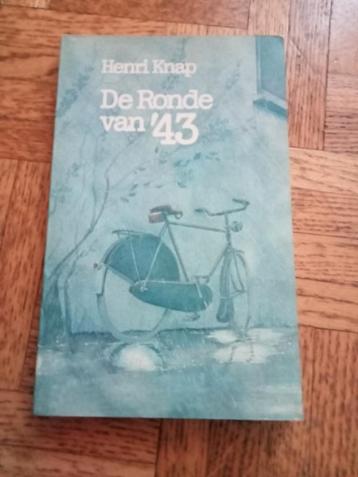 Henri Knap
De Ronde
van '43